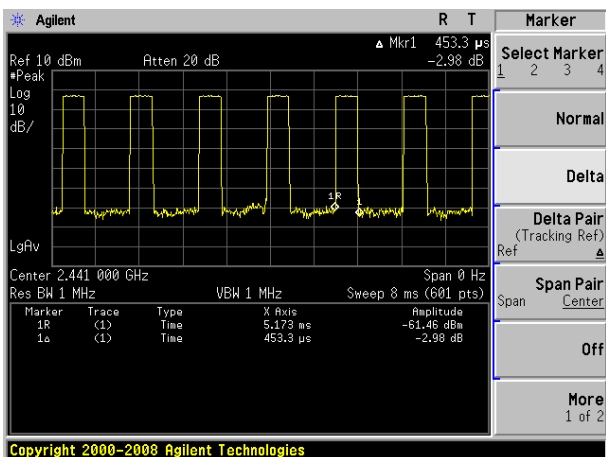 Agilent R T Marker
▵ Mkr1 453.3 µs
Ref 10 dBm Atten 20 dB -2.98 dB
#Peak
Log
10
dB/
1R
1
LgAv
Center 2.441 000 GHz Span 0 Hz
Res BW 1 MHz VBW 1 MHz Sweep 8 ms (601 pts)
Marker Trace Type X Axis Amplitude
1R (1) Time 5.173 ms -61.46 dBm
1▵ (1) Time 453.3 µs -2.98 dB
Select Marker
1 2 3 4
Normal
Delta
Delta Pair
(Tracking Ref)
Ref ▵
Span Pair
Span Center
Off
More
1 of 2
Copyright 2000-2008 Agilent Technologies